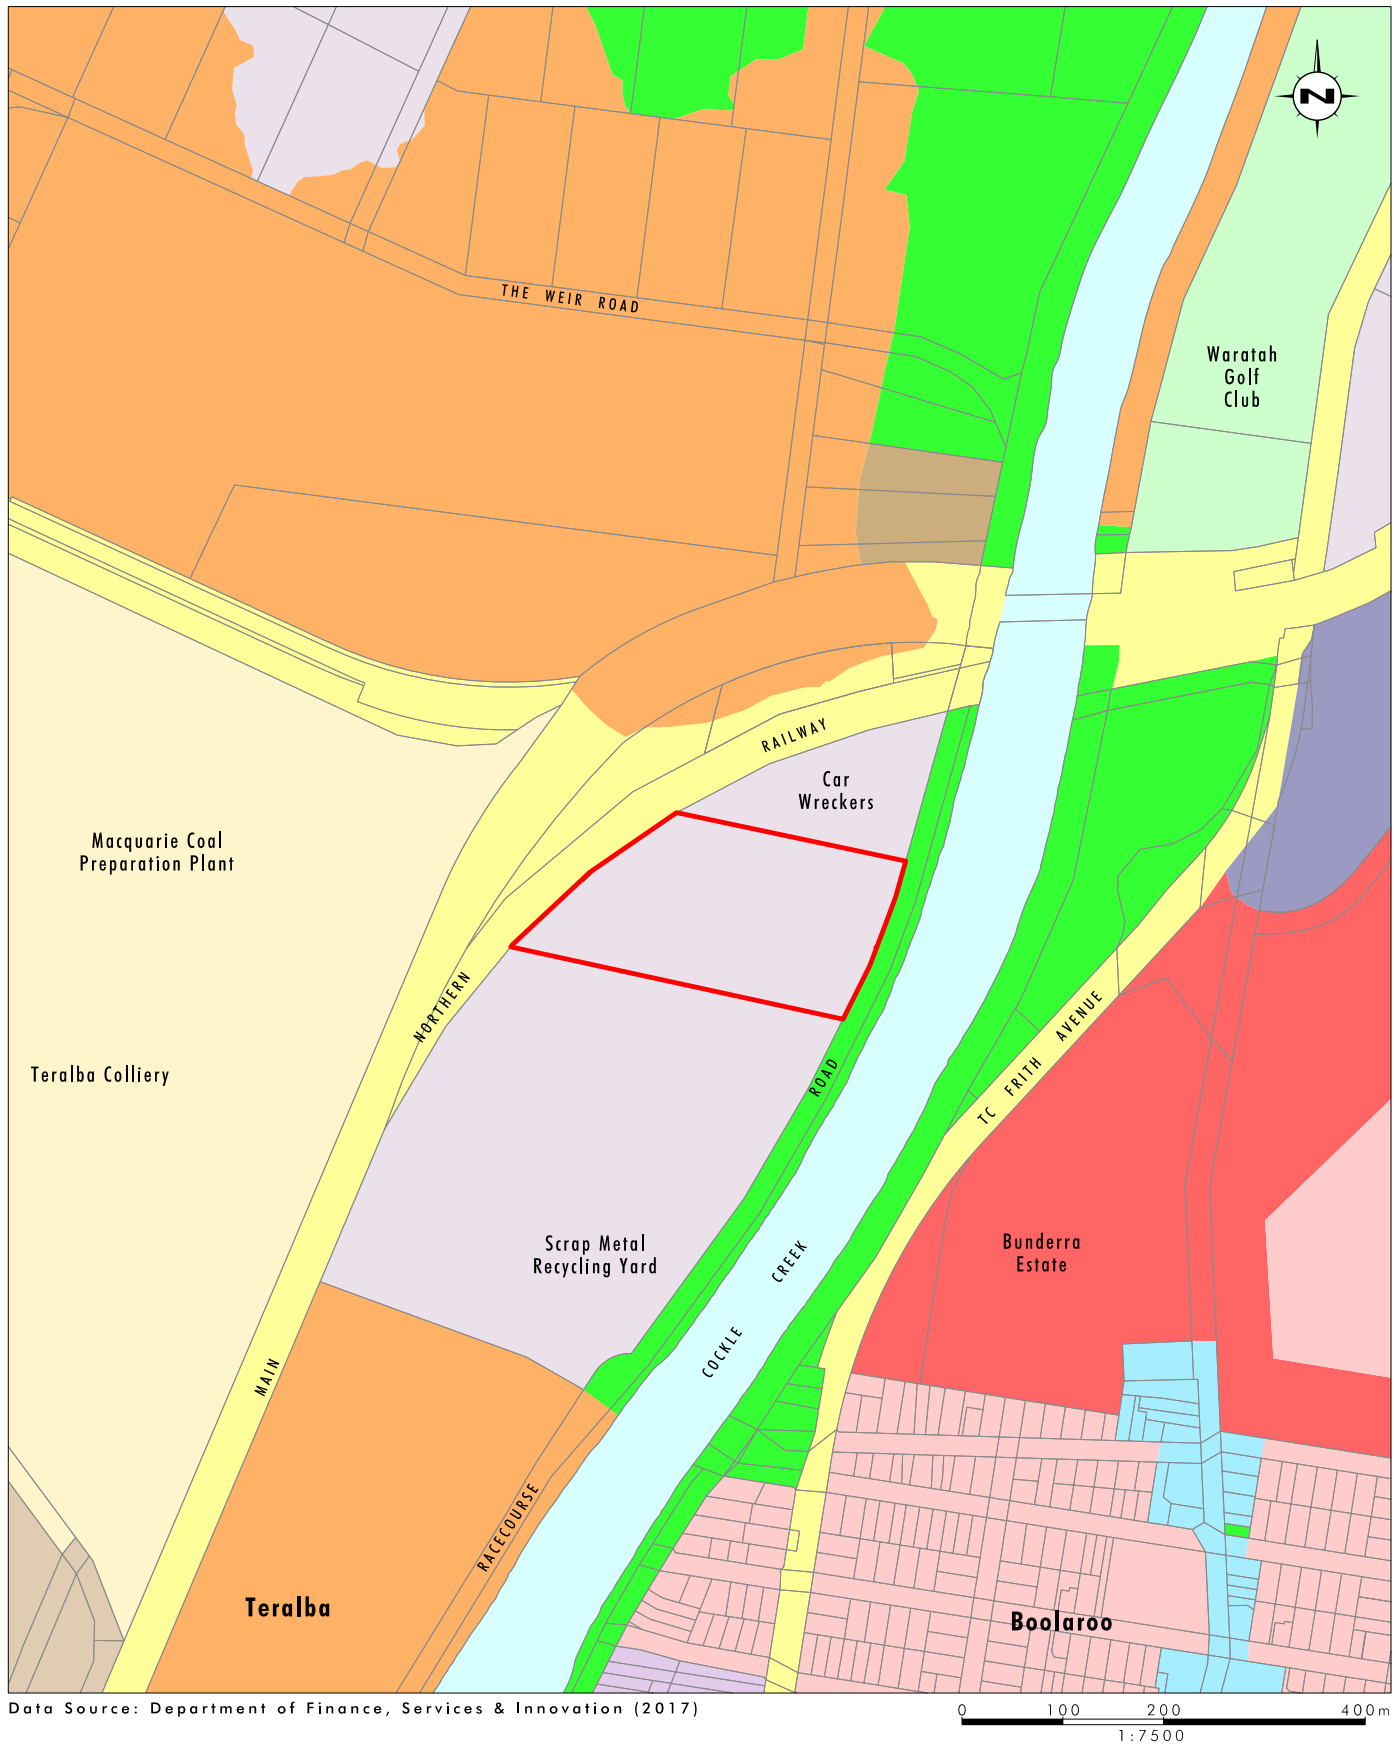 N
THE WEIR ROAD
Waratah
Golf
Club
RAILWAY
Car
Wreckers
Macquarie Coal
Preparation Plant
NORTHERN
TC FRITH AVENUE
Teralba Colliery
ROAD
Scrap Metal
Recycling Yard
COCKLE CREEK
Bunderra
Estate
MAIN
RACECOURSE
Teralba
Boolaroo
Data Source: Department of Finance, Services & Innovation (2017)
0 100 200 400m
1:7500